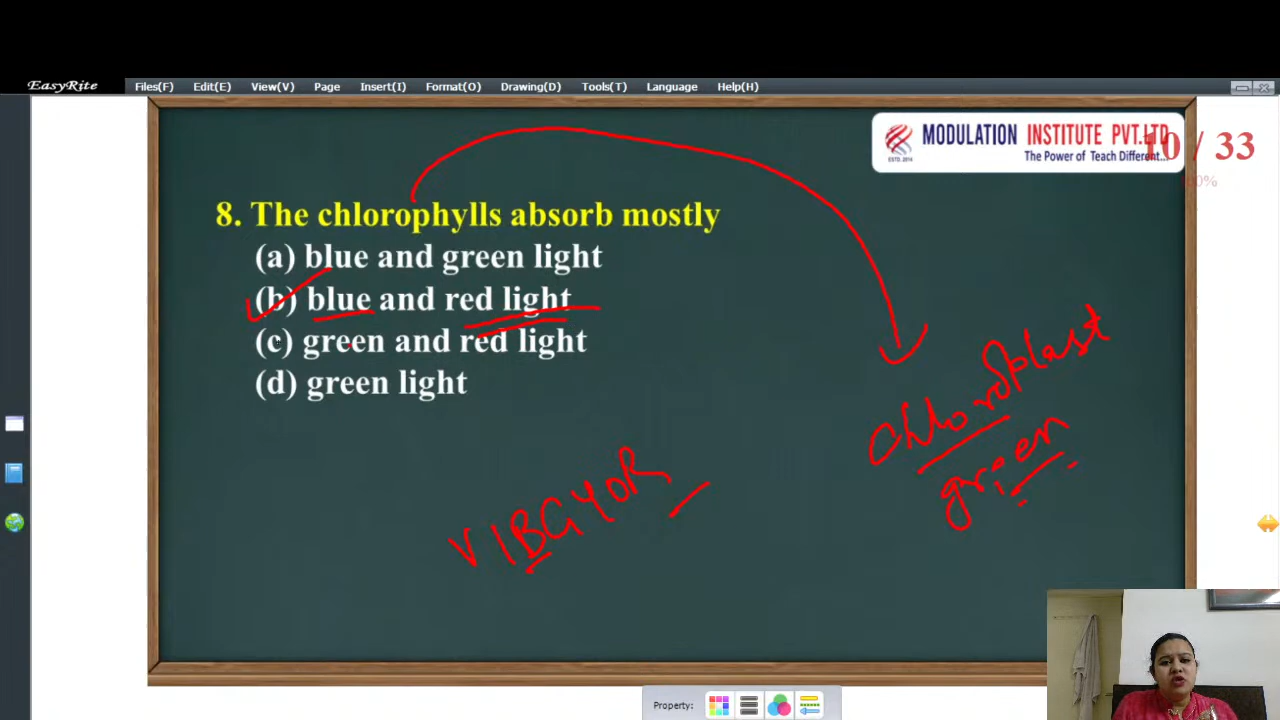 EasyRite Files(F) Edit(E) View(V) Page Insert(I) Format(O) Drawing(D) Tools(T) Language Help(H)
MODULATION INSTITUTE PVT.LTD
The Power of Teach Different...
ESTD. 2014
10 / 33
8. The chlorophylls absorb mostly
(a) blue and green light
(b) blue and red light
(c) green and red light
(d) green light
chloroplast
green
VIBGYOR
Property: